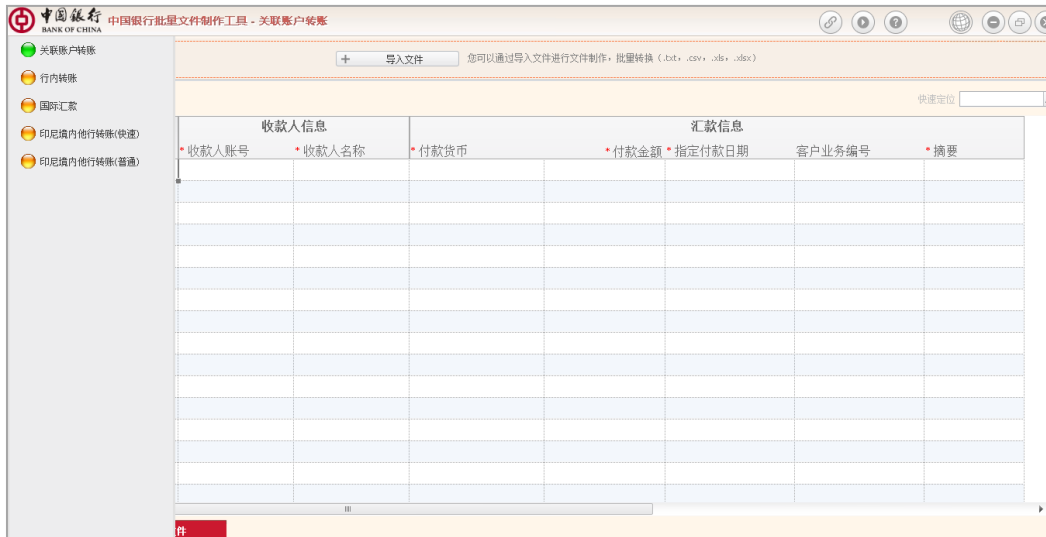 中国银行 中国银行批量文件制作工具 - 关联账户转账
BANK OF CHINA
关联账户转账
行内转账
国际汇款
印尼境内他行转账(快速)
印尼境内他行转账(普通)
+ 导入文件 您可以通过导入文件进行文件制作，批量转换（.txt，.csv，.xls，.xlsx）
快速定位
收款人信息 汇款信息
*收款人账号 *收款人名称 *付款货币 *付款金额 *指定付款日期 客户业务编号 *摘要
件